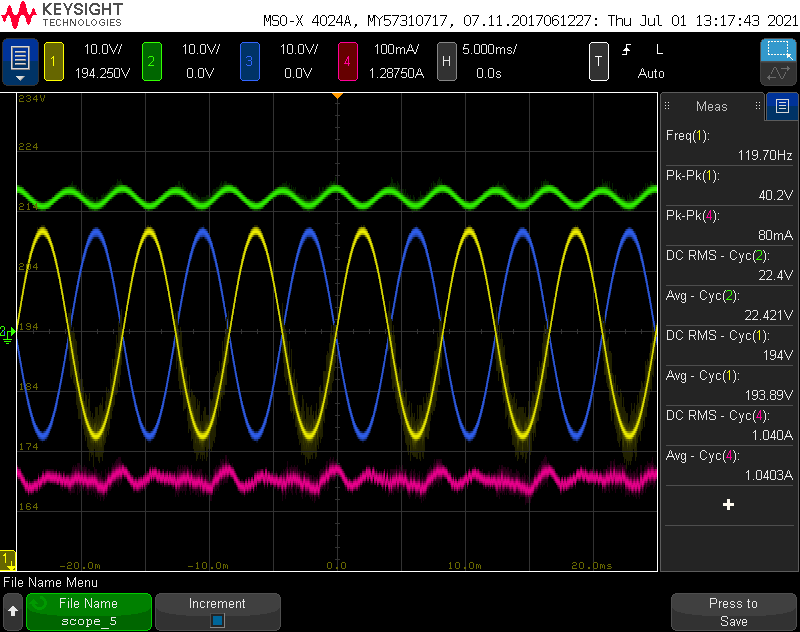 KEYSIGHT
TECHNOLOGIES
MSO-X 4024A, MY57310717, 07.11.2017061227: Thu Jul 01 13:17:43 2021
1 10.0V/ 2 10.0V/ 3 10.0V/ 4 100mA/ H 5.000ms/ T L
194.250V 0.0V 0.0V 1.28750A 0.0s Auto
234V
224
214
204
194
184
174
164
2
1
-20.0m -10.0m 0.0 10.0m 20.0ms
Meas
Freq(1):
119.70Hz
Pk-Pk(1):
40.2V
Pk-Pk(4):
80mA
DC RMS - Cyc(2):
22.4V
Avg - Cyc(2):
22.421V
DC RMS - Cyc(1):
194V
Avg - Cyc(1):
193.89V
DC RMS - Cyc(4):
1.040A
Avg - Cyc(4):
1.0403A
File Name Menu
File Name
scope_5
Increment
Press to
Save